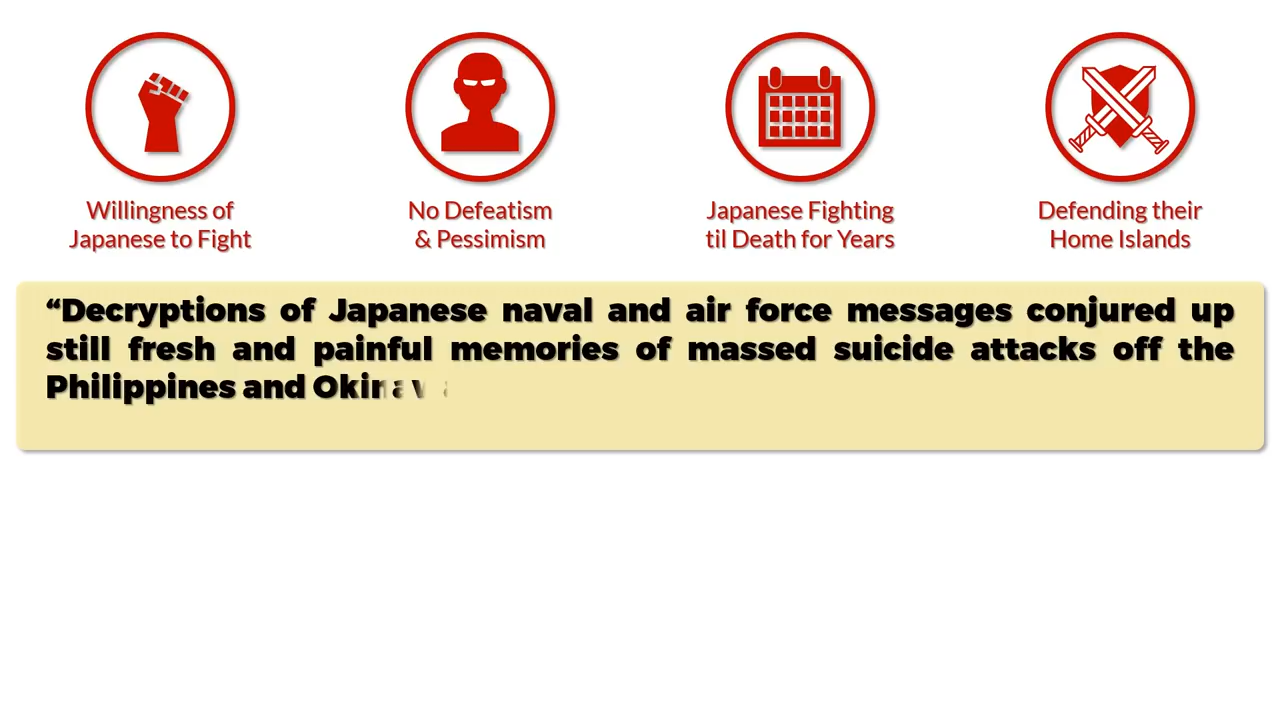 Willingness of
Japanese to Fight
No Defeatism
& Pessimism
Japanese Fighting
til Death for Years
Defending their
Home Islands
“Decryptions of Japanese naval and air force messages conjured up
still fresh and painful memories of massed suicide attacks off the
Philippines and Okinawa